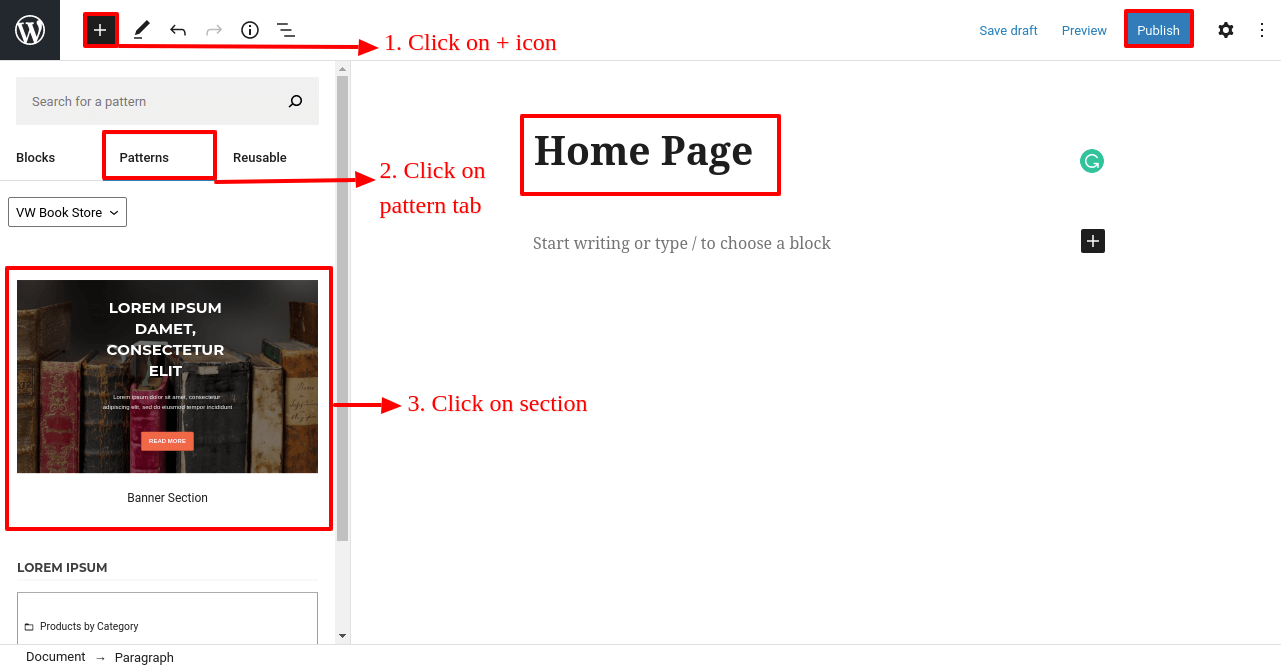 Save draft
Preview
Publish
1. Click on + icon
Search for a pattern
Blocks
Patterns
Reusable
2. Click on
pattern tab
VW Book Store
Home Page
Start writing or type / to choose a block
LOREM IPSUM
DAMET,
CONSECTETUR
ELIT
Lorem ipsum dolor sit amet, consectetur
adipiscing elit, sed do eiusmod tempor incididunt
READ MORE
Banner Section
3. Click on section
LOREM IPSUM
Products by Category
Document → Paragraph